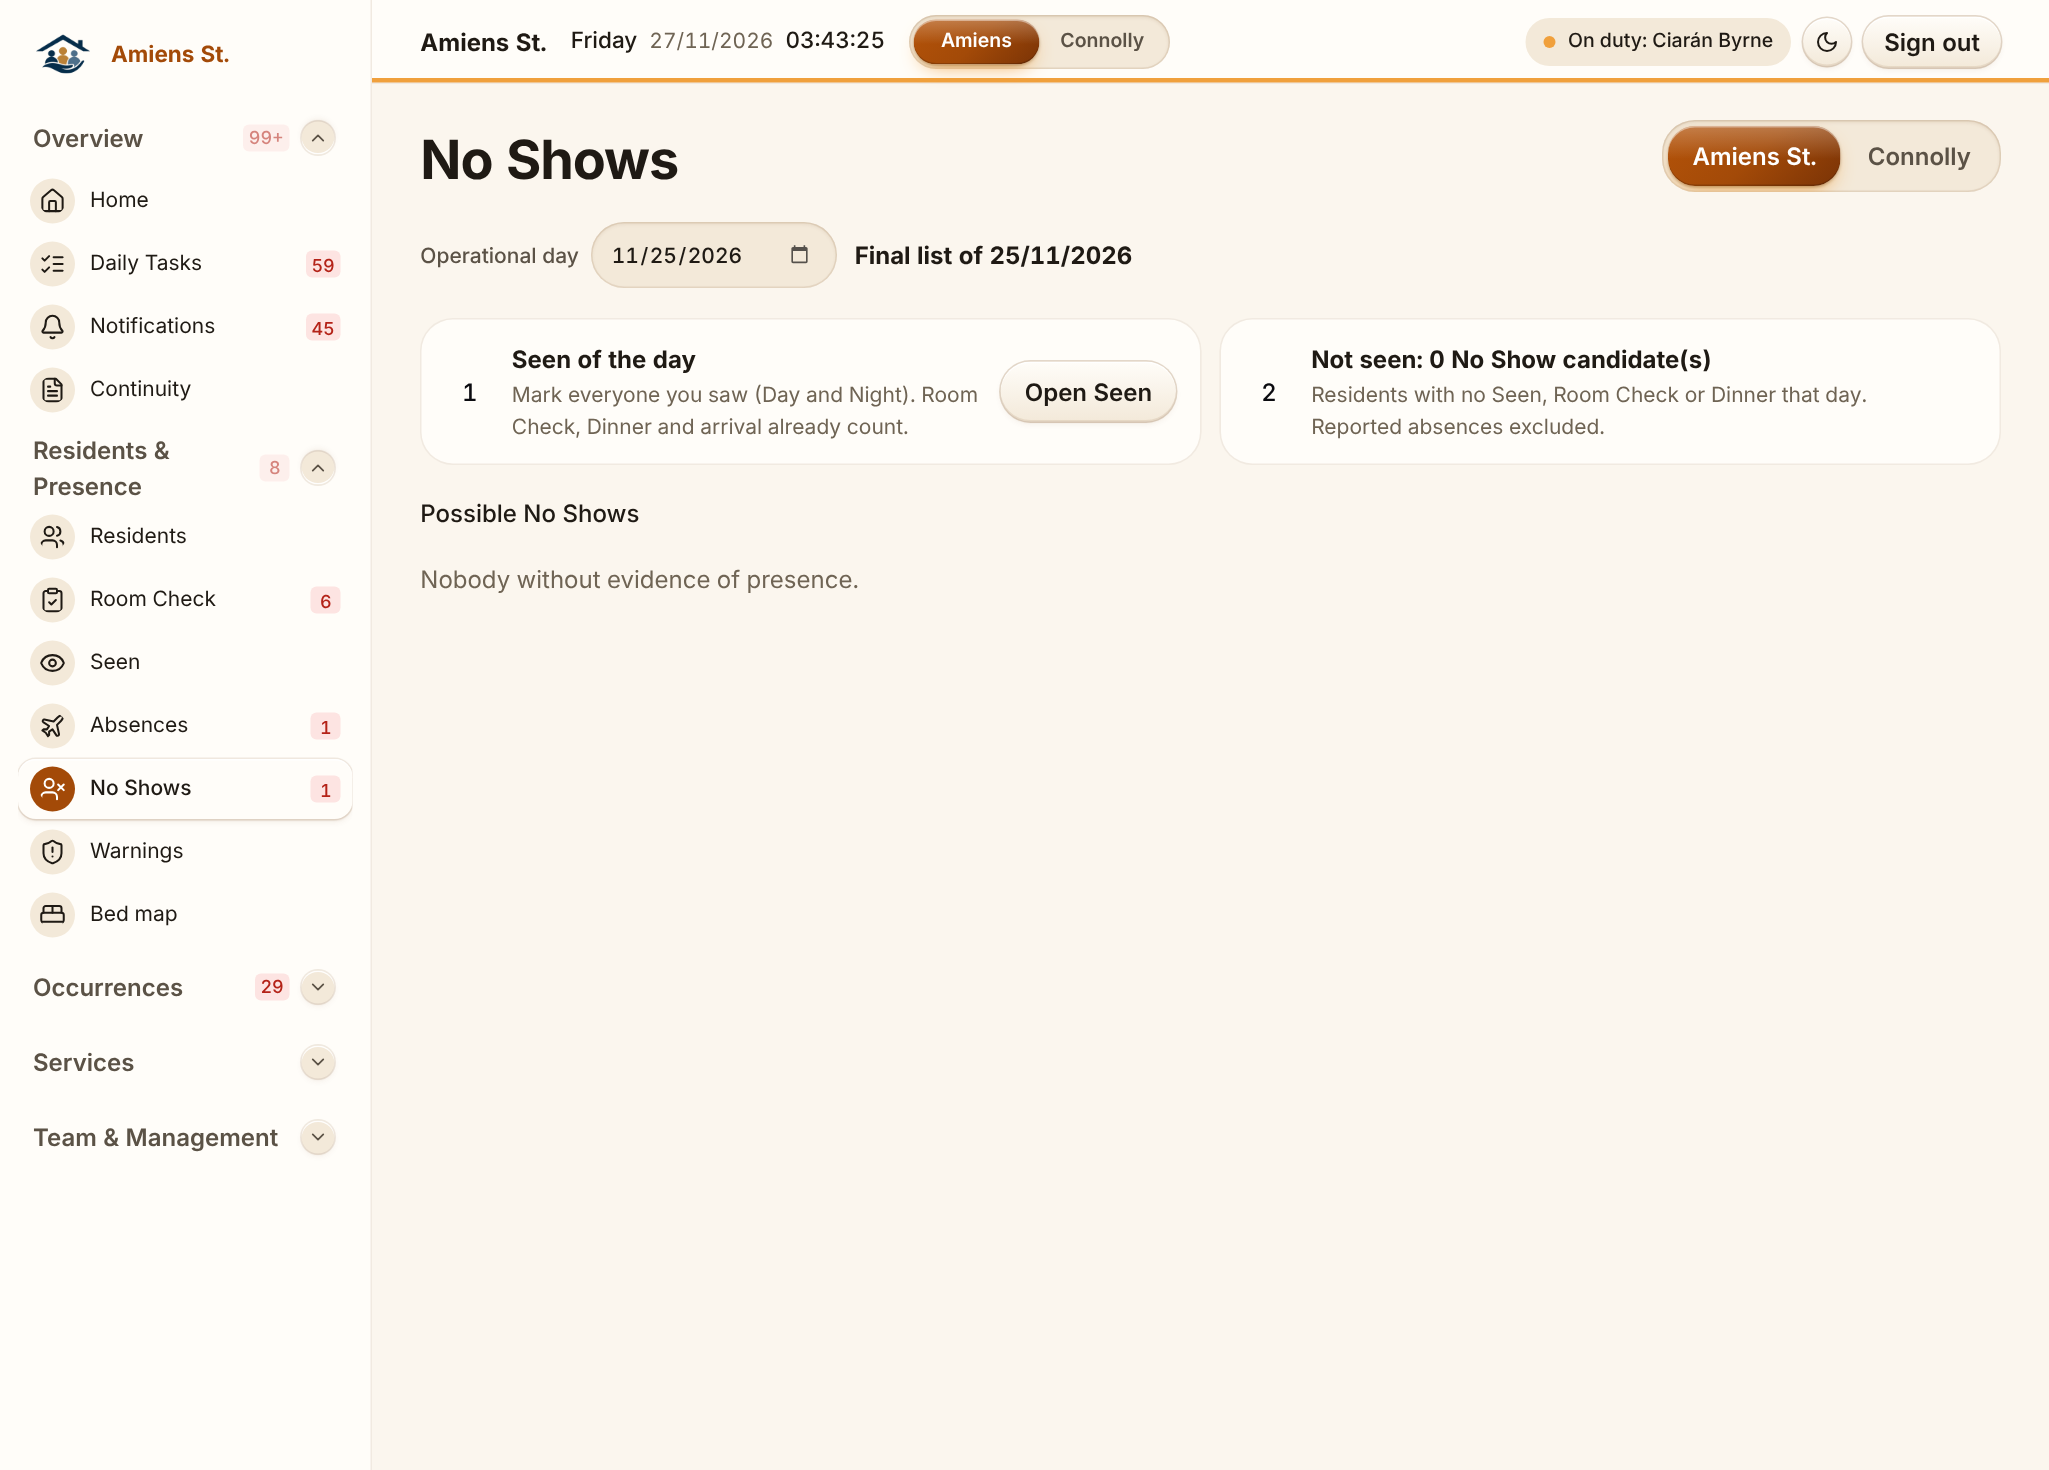 Amiens St.
Overview 99+
Home
Daily Tasks 59
Notifications 45
Continuity
Residents &
Presence 8
Residents
Room Check 6
Seen
Absences 1
No Shows 1
Warnings
Bed map
Occurrences 29
Services
Team & Management
Amiens St. Friday 27/11/2026 03:43:25 Amiens Connolly On duty: Ciarán Byrne Sign out
No Shows Amiens St. Connolly
Operational day 11/25/2026 Final list of 25/11/2026
1 Seen of the day
Mark everyone you saw (Day and Night). Room
Check, Dinner and arrival already count.
Open Seen
2 Not seen: 0 No Show candidate(s)
Residents with no Seen, Room Check or Dinner that day.
Reported absences excluded.
Possible No Shows
Nobody without evidence of presence.